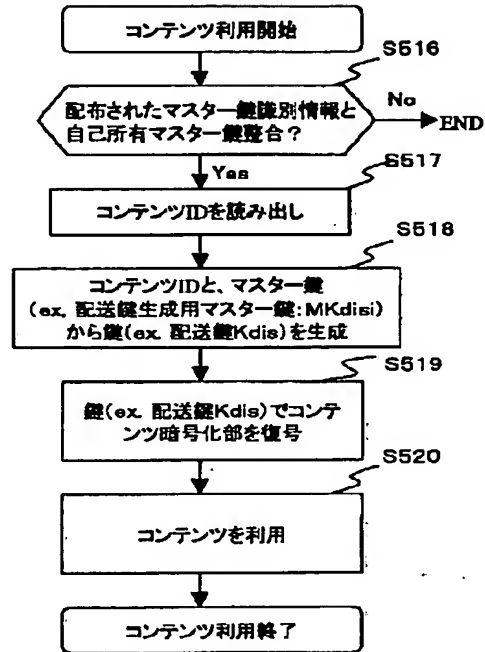 コンテンツ利用開始
S516
配布されたマスター鍵識別情報と
自己所有マスター鍵整合？
No
END
Yes
S517
コンテンツIDを読み出し
S518
コンテンツIDと、マスター鍵
(ex. 配送鍵生成用マスター鍵:MKdisi)
から鍵(ex. 配送鍵Kdis)を生成
S519
鍵(ex. 配送鍵Kdis)でコンテ
ンツ暗号化部を復号
S520
コンテンツを利用
コンテンツ利用終了